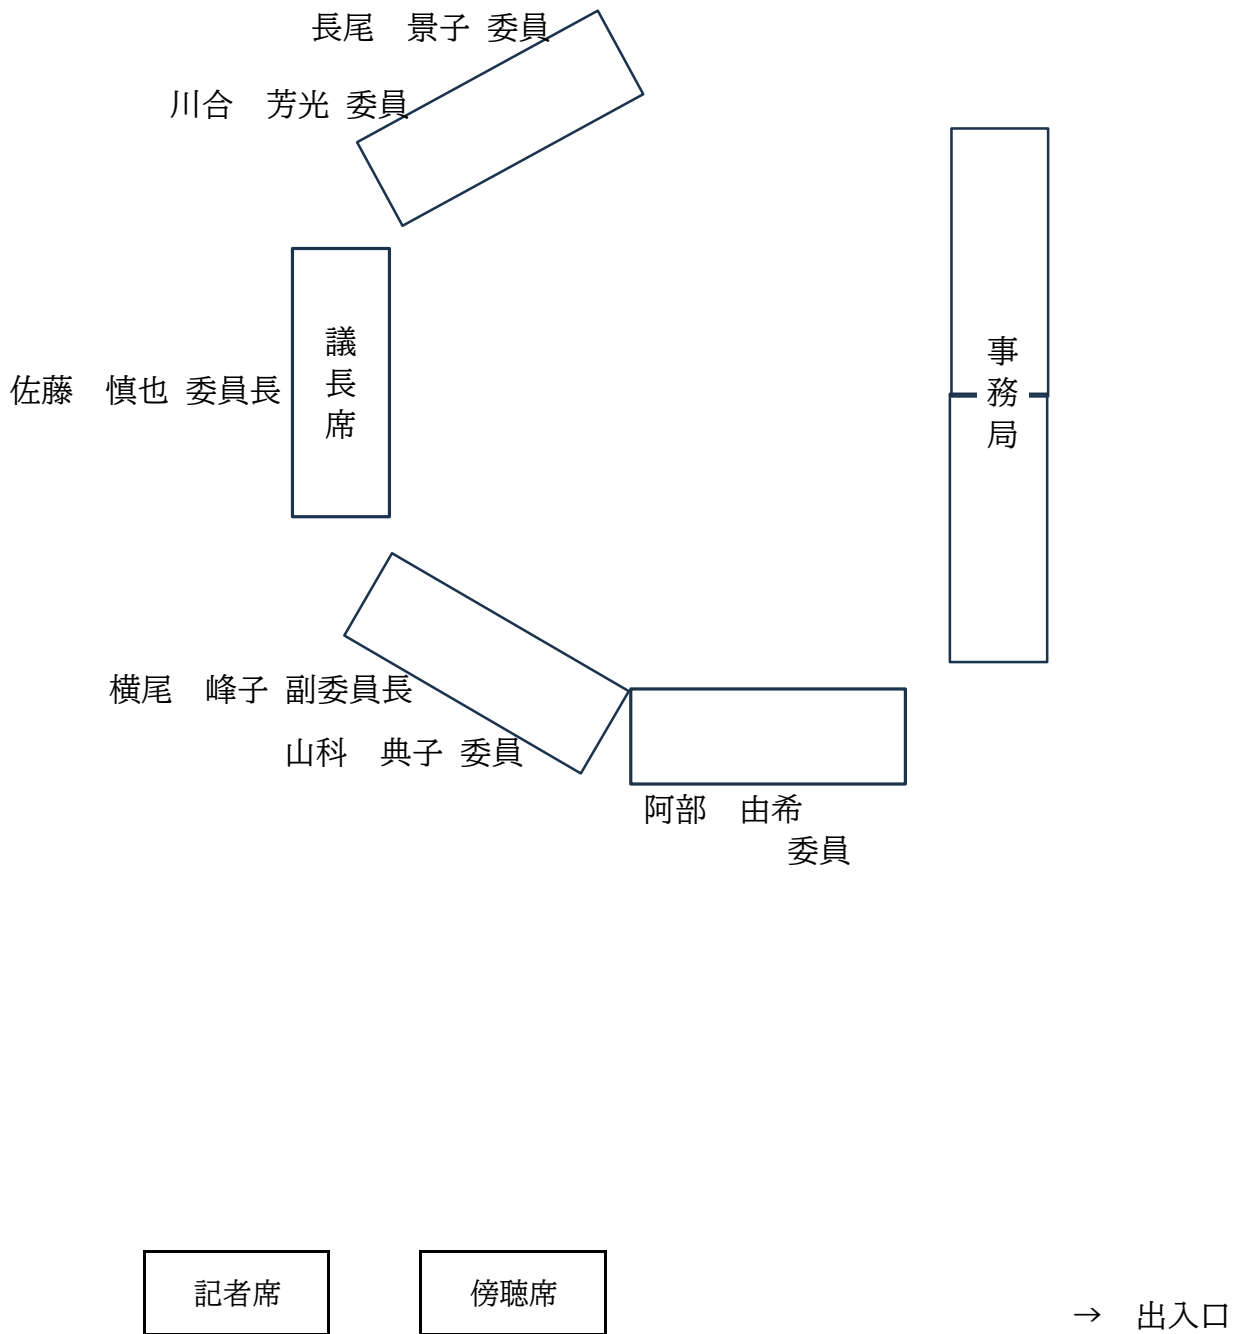 長尾　景子 委員
川合　芳光 委員
議長席
事務局
佐藤　慎也 委員長
横尾　峰子 副委員長
山科　典子 委員
阿部　由希
委員
記者席
傍聴席
→　出入口